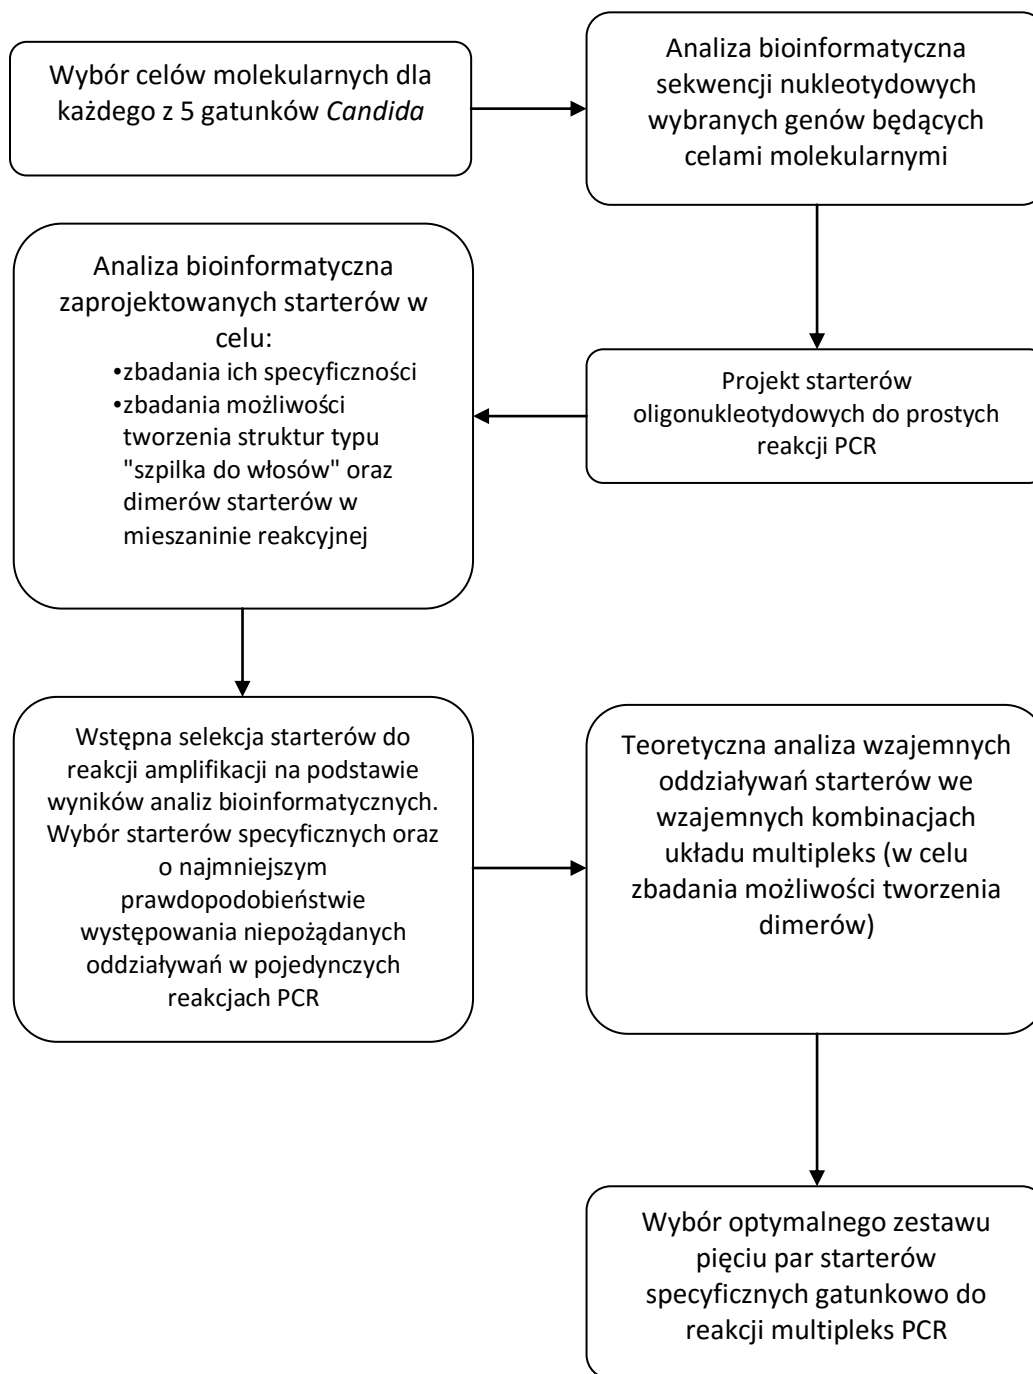 Wybór celów molekularnych dla
każdego z 5 gatunków Candida
Analiza bioinformatyczna
sekwencji nukleotydowych
wybranych genów będących
celami molekularnymi
Projekt starterów
oligonukleotydowych do prostych
reakcji PCR
Analiza bioinformatyczna
zaprojektowanych starterów w
celu:
•zbadania ich specyficzności
•zbadania możliwości
tworzenia struktur typu
"szpilka do włosów" oraz
dimerów starterów w
mieszaninie reakcyjnej
Wstępna selekcja starterów do
reakcji amplifikacji na podstawie
wyników analiz bioinformatycznych.
Wybór starterów specyficznych oraz
o najmniejszym
prawdopodobieństwie
występowania niepożądanych
oddziaływań w pojedynczych
reakcjach PCR
Teoretyczna analiza wzajemnych
oddziaływań starterów we
wzajemnych kombinacjach
układu multipleks (w celu
zbadania możliwości tworzenia
dimerów)
Wybór optymalnego zestawu
pięciu par starterów
specyficznych gatunkowo do
reakcji multipleks PCR